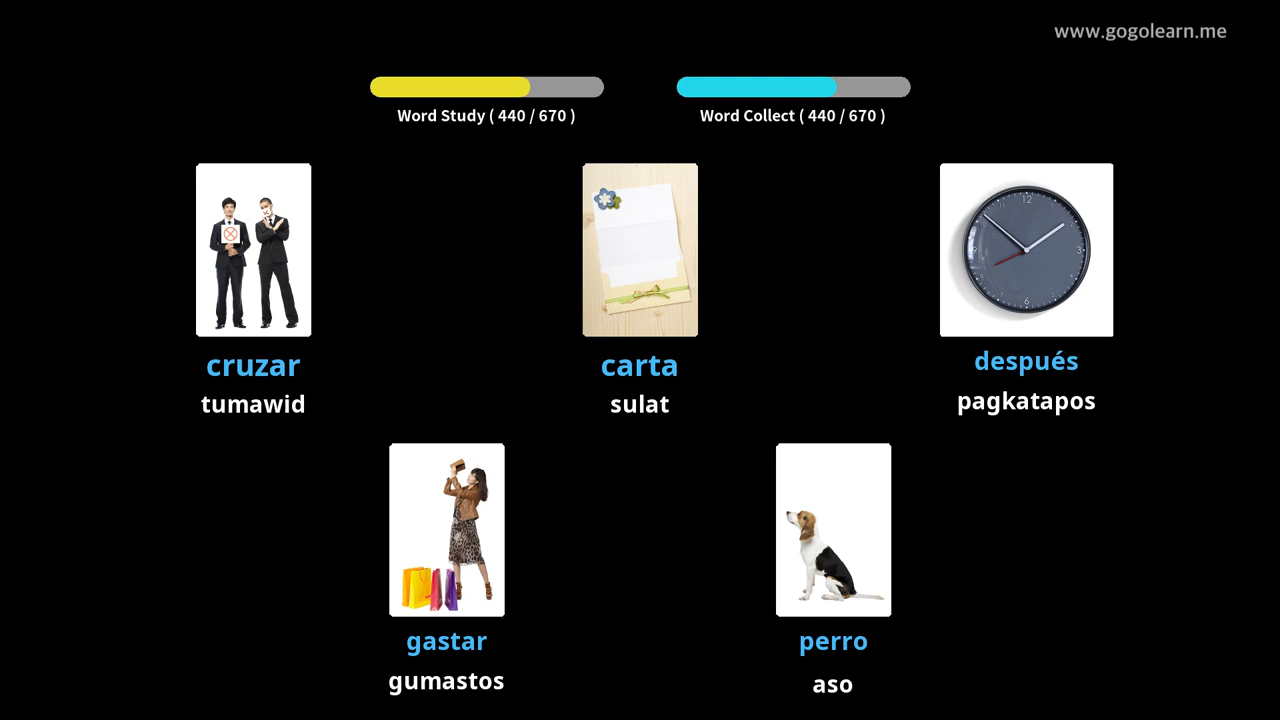 www.gogolearn.me
Word Study ( 440 / 670 )
Word Collect ( 440 / 670 )
cruzar
tumawid
carta
sulat
después
pagkatapos
gastar
gumastos
perro
aso